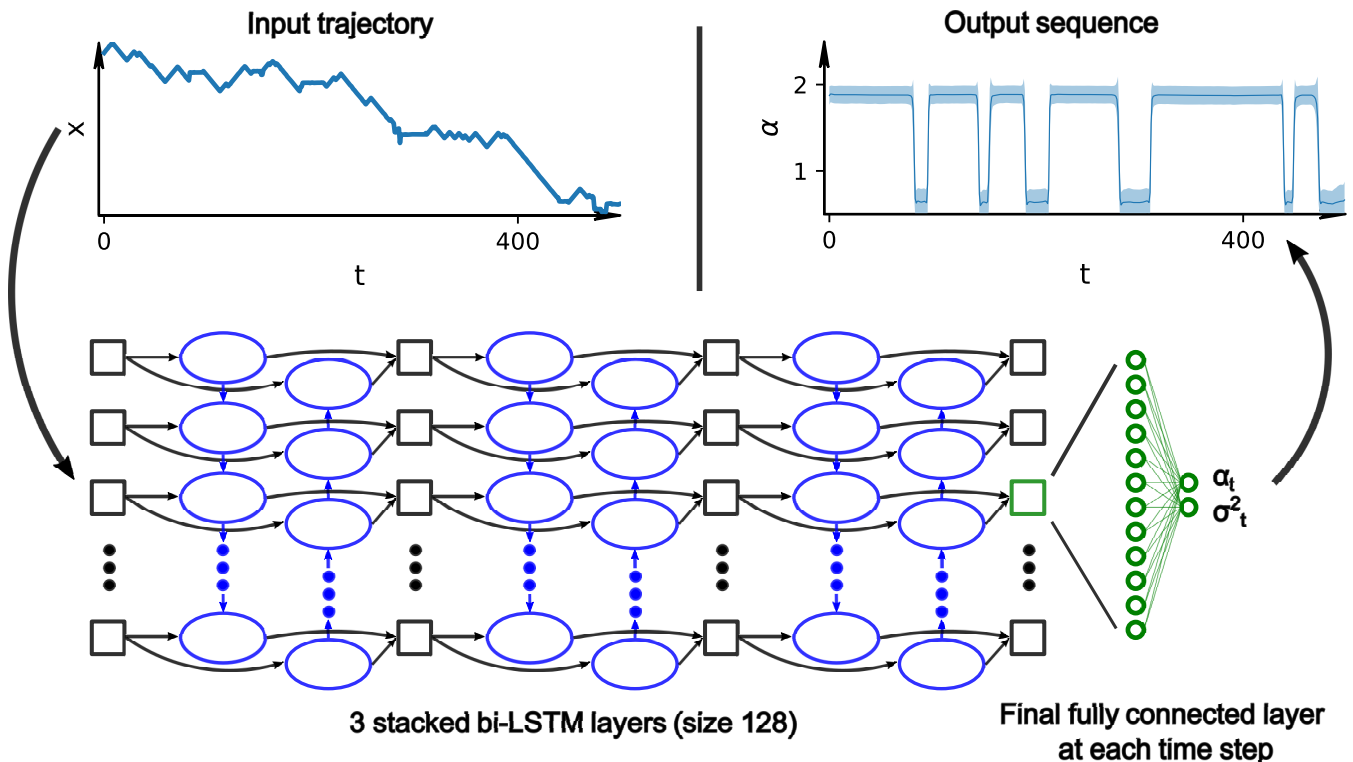 Input trajectory
x
0
400
t
Output sequence
2
1
α
0
400
t
αt
σ²t
3 stacked bi-LSTM layers (size 128)
Final fully connected layer
at each time step